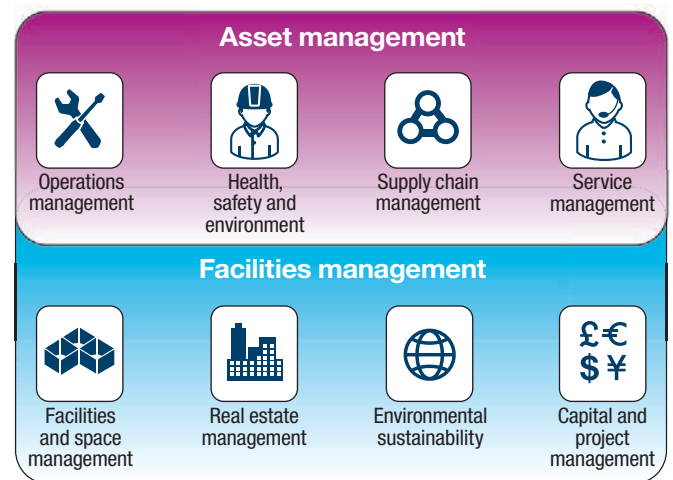 Asset management
Operations
management
Health,
safety and
environment
Supply chain
management
Service
management
Facilities management
£€
$¥
Facilities
and space
management
Real estate
management
Environmental
sustainability
Capital and
project
management